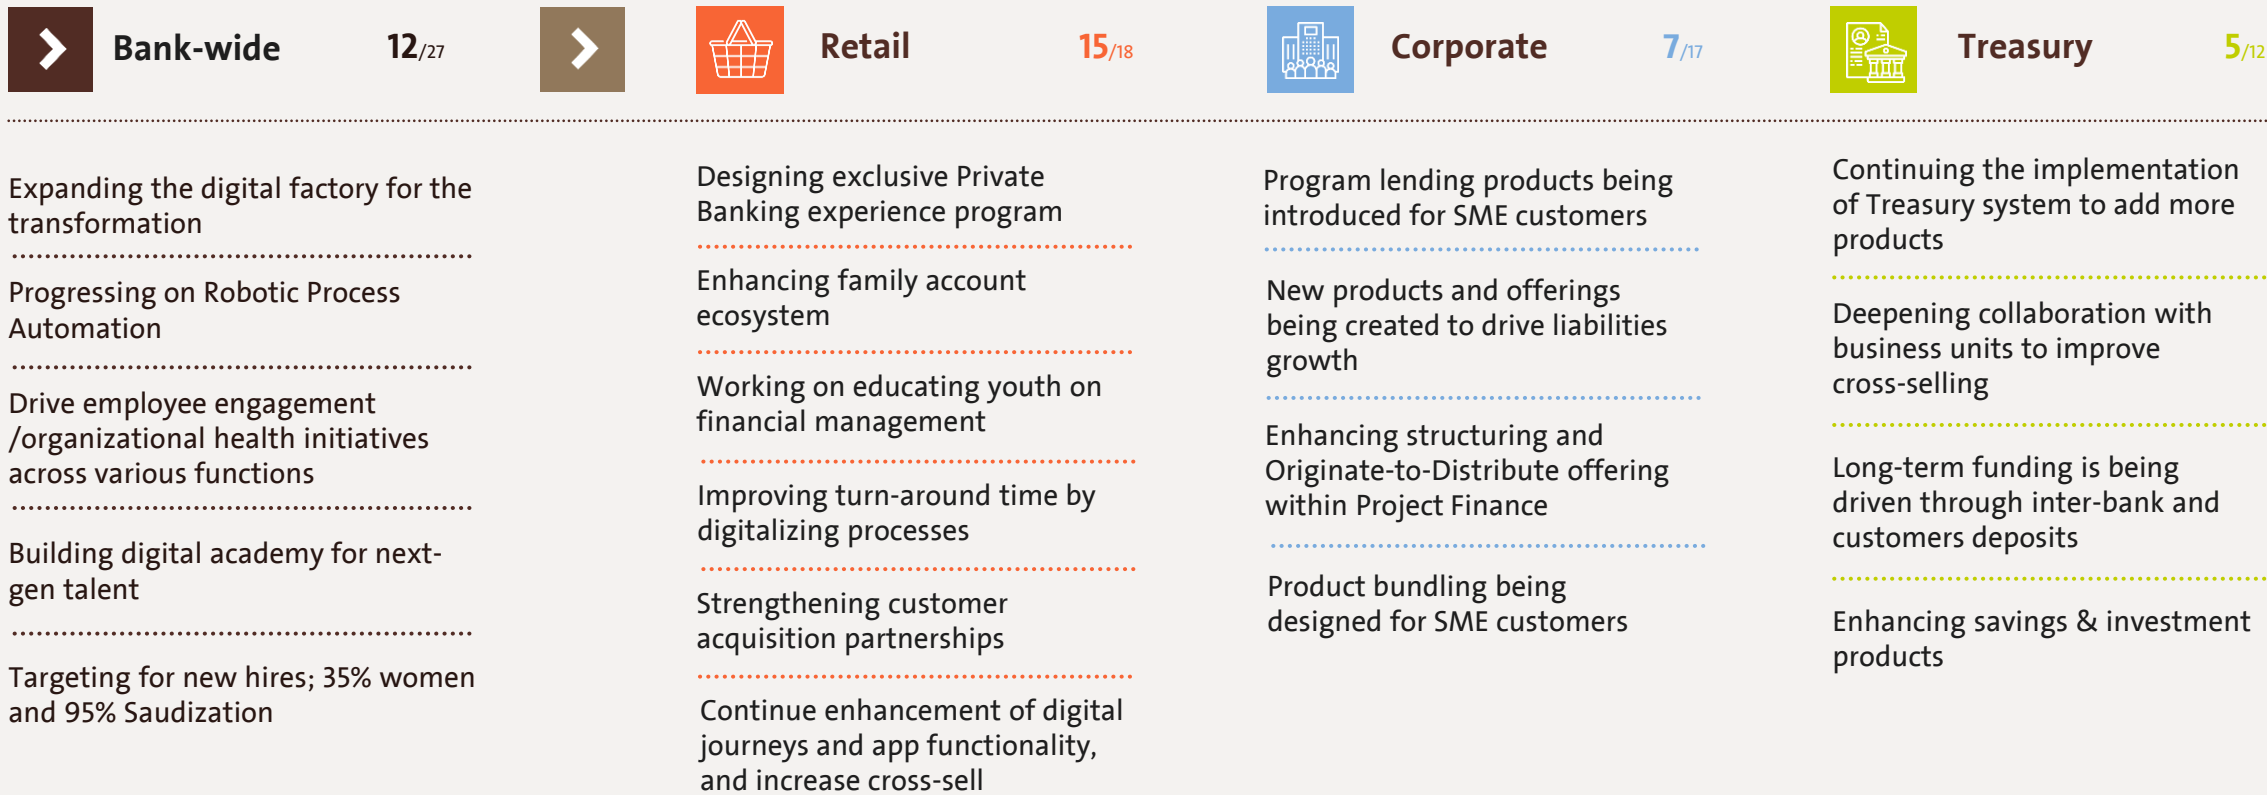 Bank-wide 12/27
Expanding the digital factory for the
transformation
Progressing on Robotic Process
Automation
Drive employee engagement
/organizational health initiatives
across various functions
Building digital academy for next-
gen talent
Targeting for new hires; 35% women
and 95% Saudization
Retail 15/18
Designing exclusive Private
Banking experience program
Enhancing family account
ecosystem
Working on educating youth on
financial management
Improving turn-around time by
digitalizing processes
Strengthening customer
acquisition partnerships
Continue enhancement of digital
journeys and app functionality,
and increase cross-sell
Corporate 7/17
Program lending products being
introduced for SME customers
New products and offerings
being created to drive liabilities
growth
Enhancing structuring and
Originate-to-Distribute offering
within Project Finance
Product bundling being
designed for SME customers
Treasury 5/12
Continuing the implementation
of Treasury system to add more
products
Deepening collaboration with
business units to improve
cross-selling
Long-term funding is being
driven through inter-bank and
customers deposits
Enhancing savings & investment
products